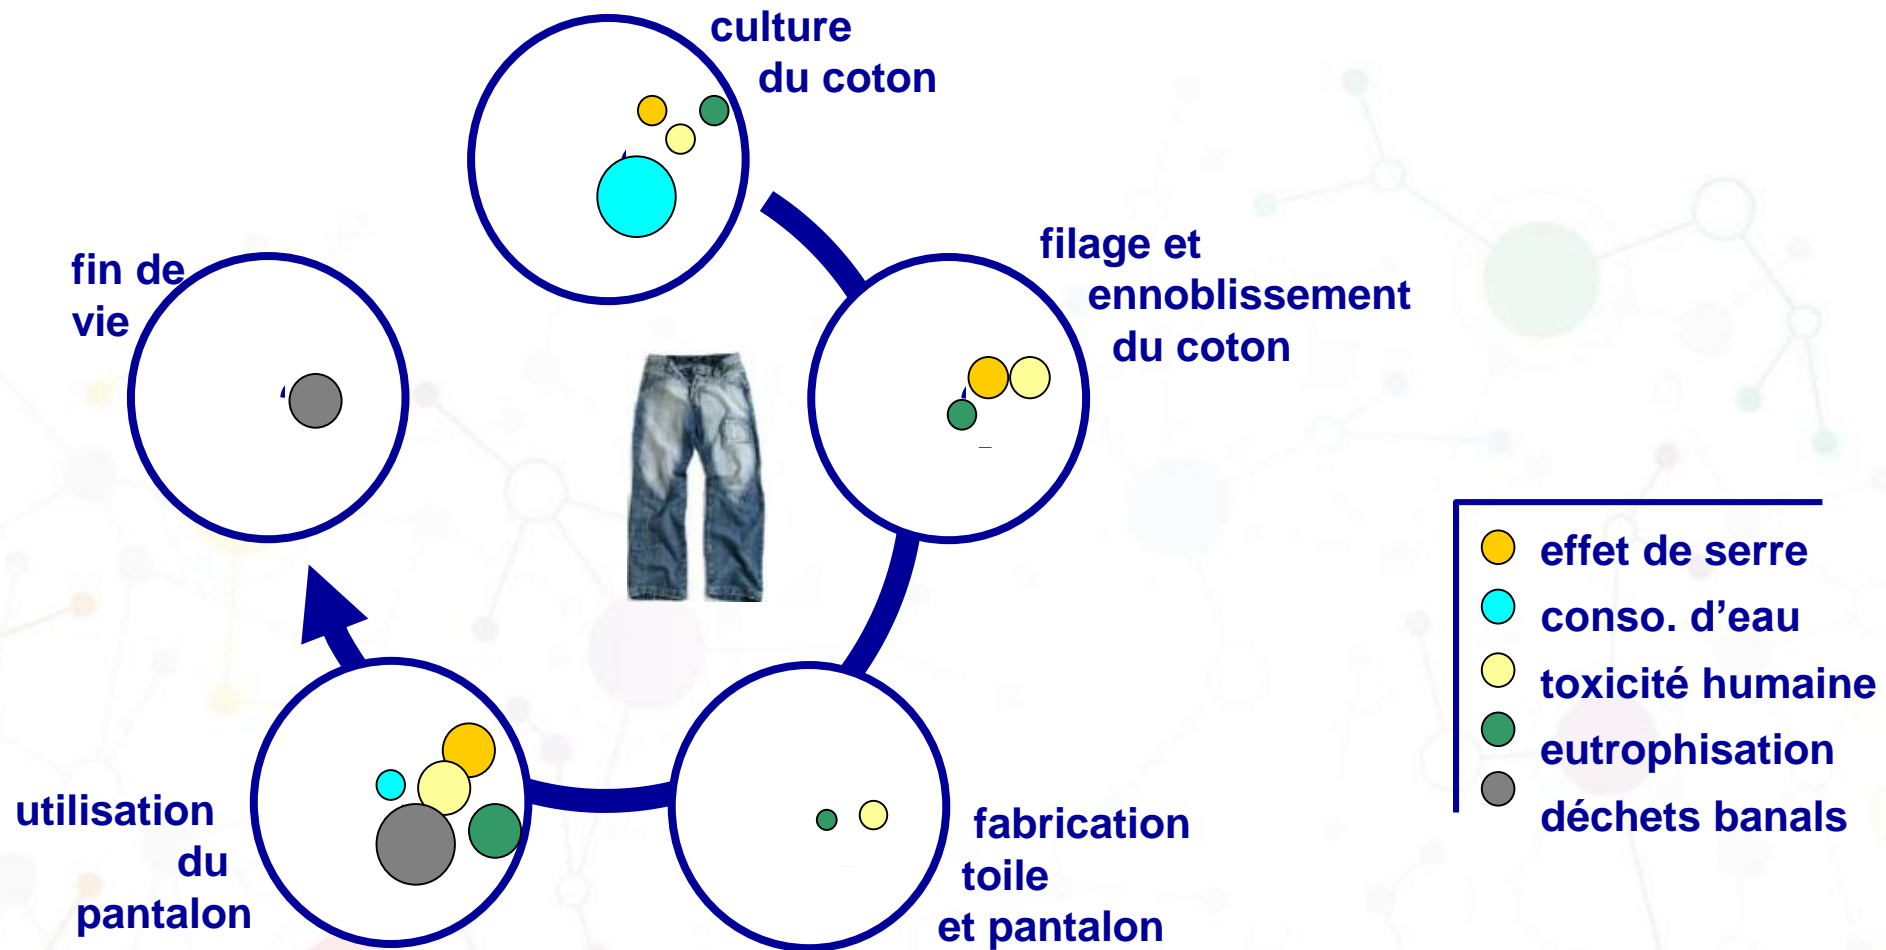 culture
du coton
filage et
ennoblissement
du coton
fin de
vie
effet de serre
conso. d'eau
toxicité humaine
eutrophisation
déchets banals
utilisation
du
pantalon
fabrication
toile
et pantalon